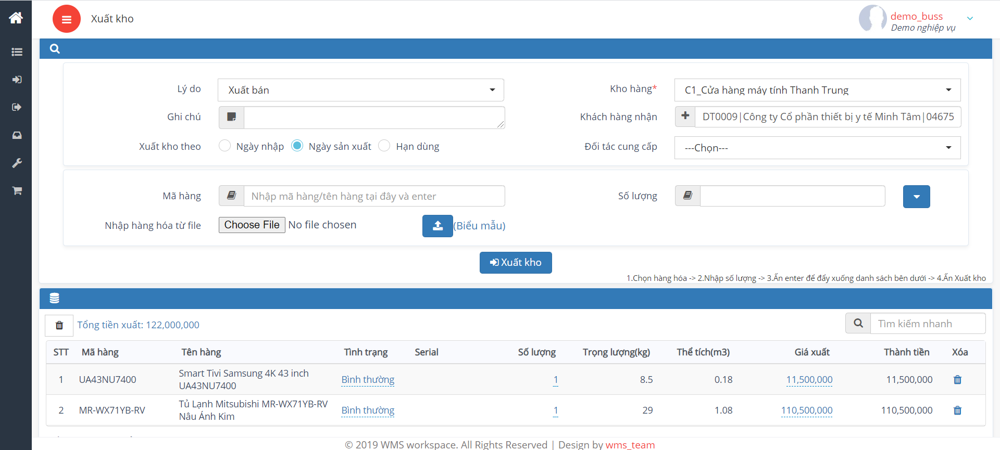 Xuất kho
demo_buss
Demo nghiệp vụ
Lý do
Xuất bán
Kho hàng*
C1_Cửa hàng máy tính Thanh Trung
Ghi chú
Khách hàng nhận
DT0009|Công ty Cổ phần thiết bị y tế Minh Tâm|04675
Xuất kho theo
Ngày nhập
Ngày sản xuất
Hạn dùng
Đối tác cung cấp
---Chọn---
Mã hàng
Nhập mã hàng/tên hàng tại đây và enter
Số lượng
Nhập hàng hóa từ file
Choose File No file chosen
(Biểu mẫu)
Xuất kho
1.Chọn hàng hóa -> 2.Nhập số lượng -> 3.Ấn enter để đẩy xuống danh sách bên dưới -> 4.Ấn Xuất kho
Tổng tiền xuất: 122,000,000
Tìm kiếm nhanh
STT Mã hàng Tên hàng Tình trạng Serial Số lượng Trọng lượng(kg) Thể tích(m3) Giá xuất Thành tiền Xóa
1 UA43NU7400 Smart Tivi Samsung 4K 43 inch UA43NU7400 Bình thường 1 8.5 0.18 11,500,000 11,500,000
2 MR-WX71YB-RV Tủ Lạnh Mitsubishi MR-WX71YB-RV Nâu Ánh Kim Bình thường 1 29 1.08 110,500,000 110,500,000
© 2019 WMS workspace. All Rights Reserved | Design by wms_team